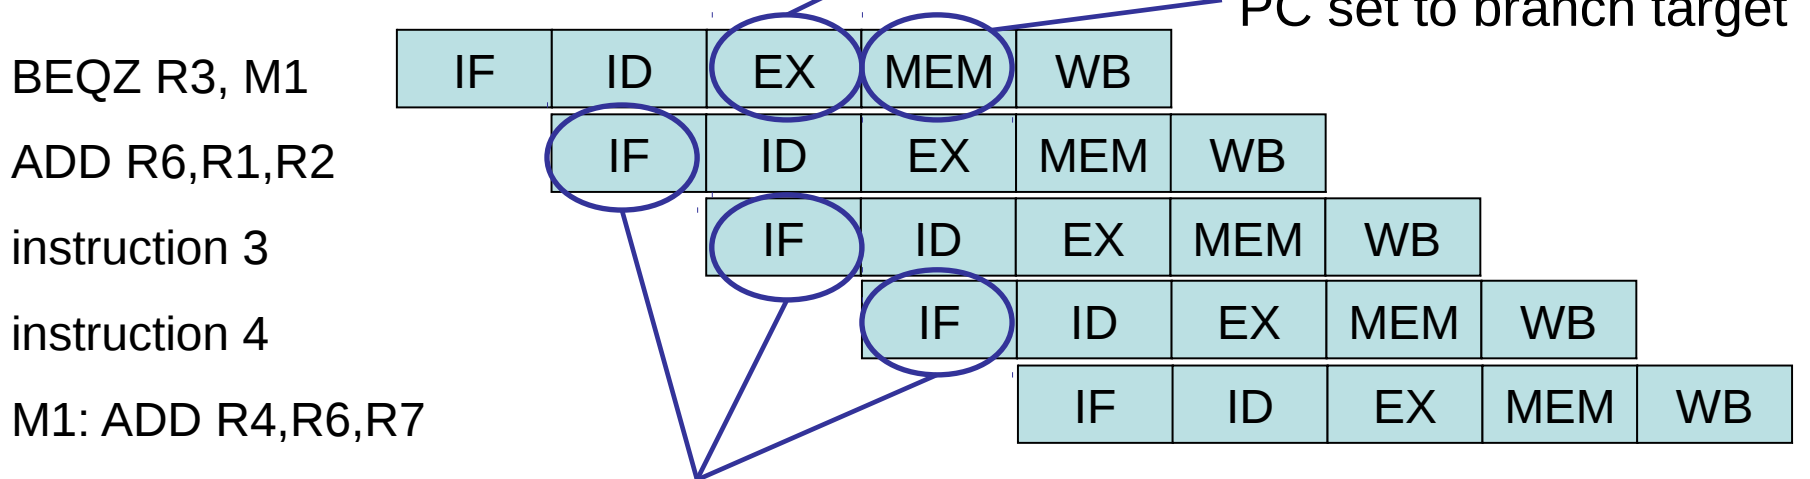 PC set to branch target
BEQZ R3, M1 IF ID EX MEM WB
ADD R6,R1,R2 IF ID EX MEM WB
instruction 3 IF ID EX MEM WB
instruction 4 IF ID EX MEM WB
M1: ADD R4,R6,R7 IF ID EX MEM WB